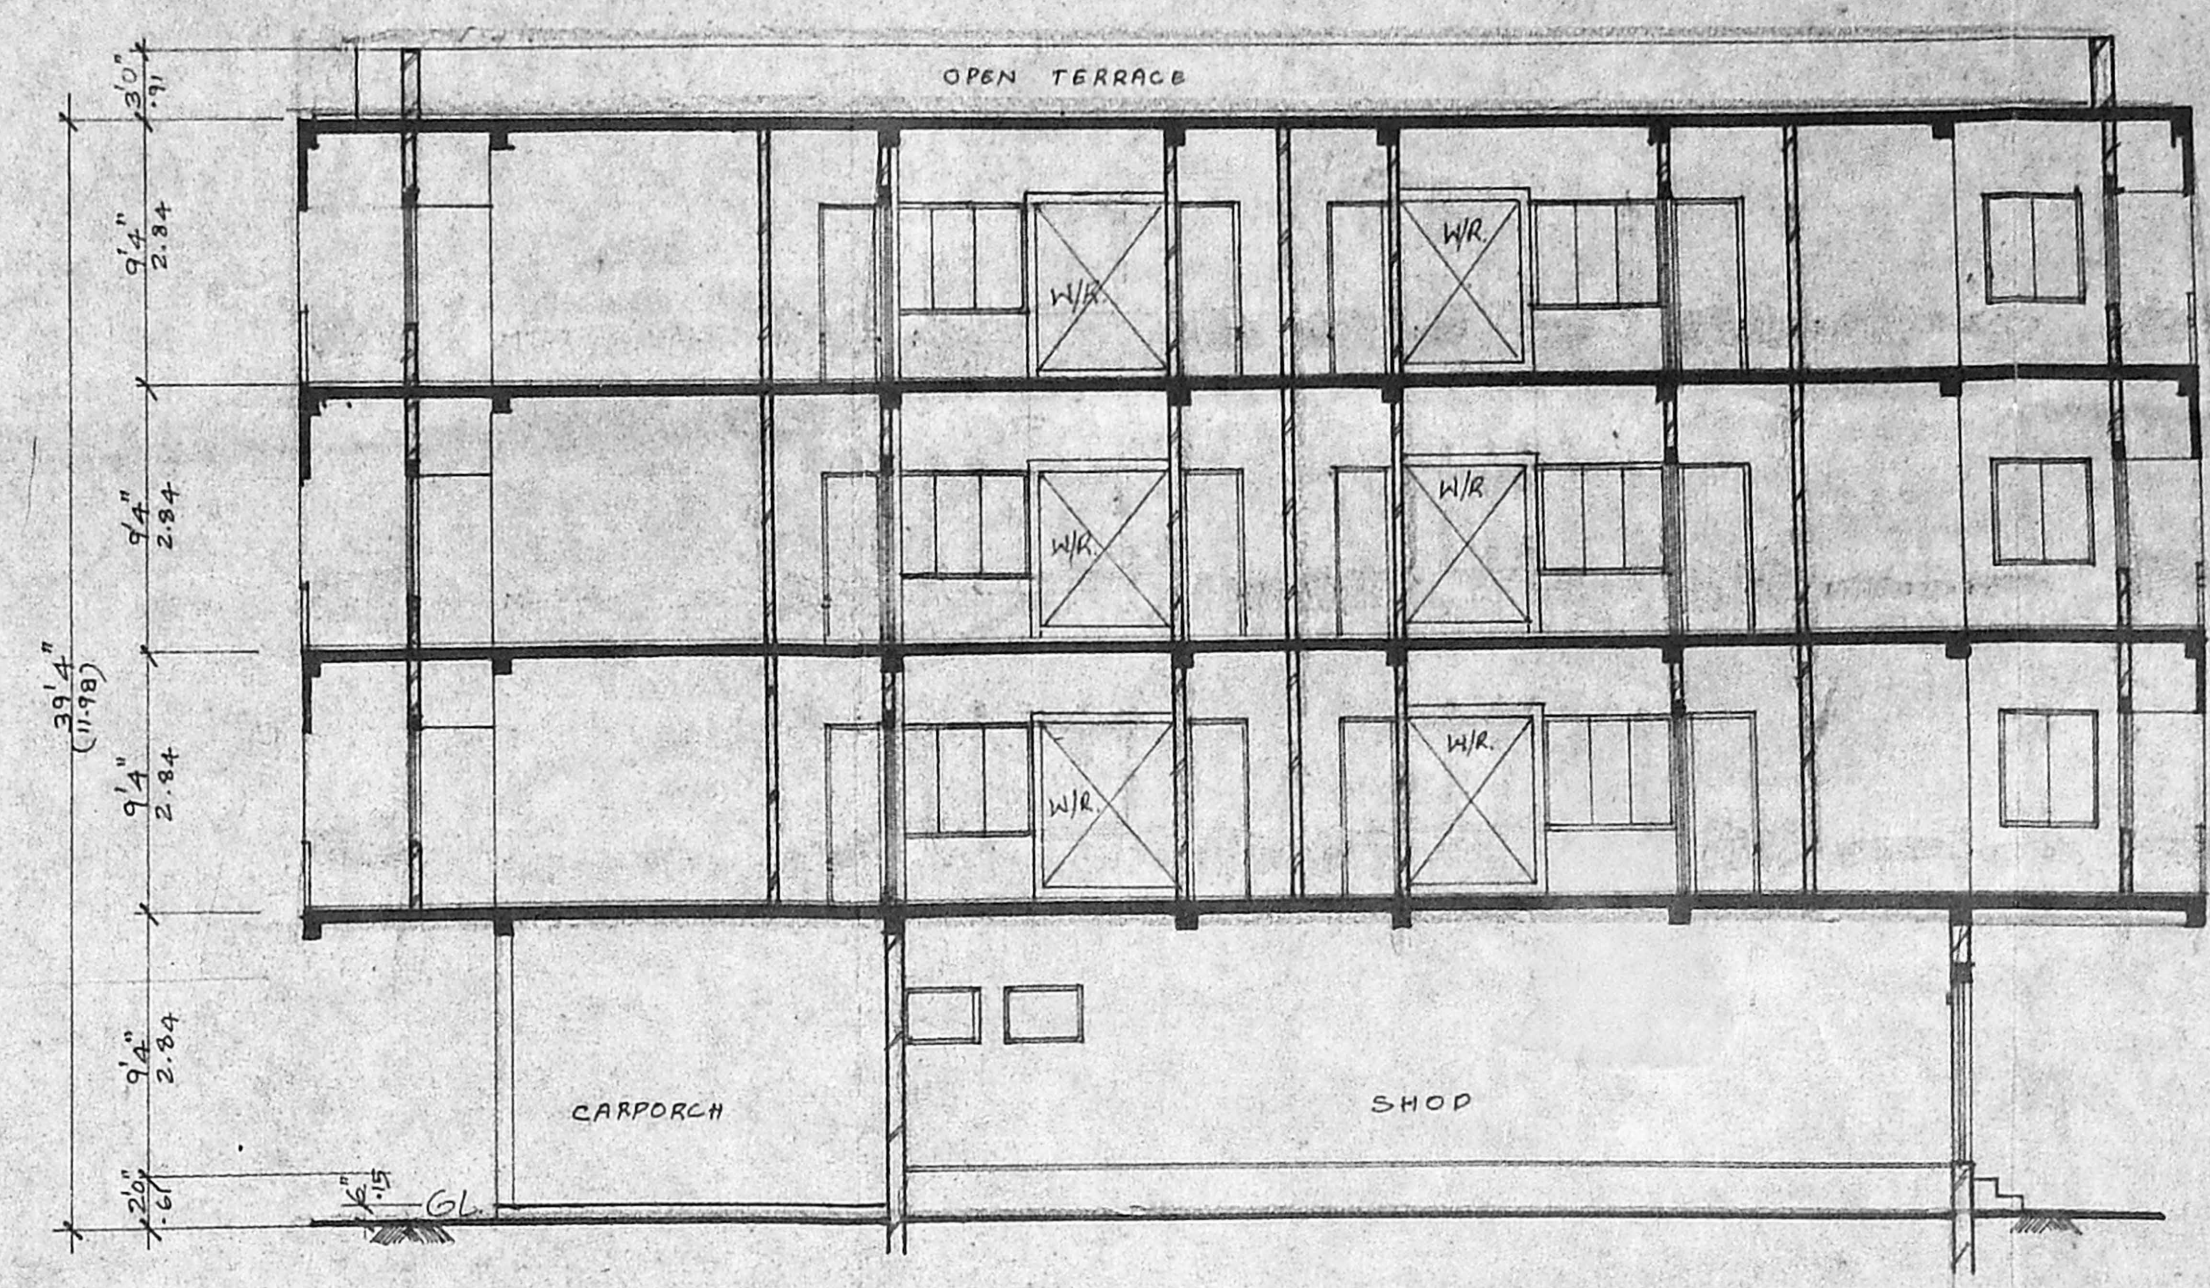 OPEN TERRACE
3'0"
.91
9'4"
2.84
W/R.
W/R.
9'4"
2.84
W/R
W/R.
39'4"
(11.98)
9'4"
2.84
W/R.
W/R.
9'4"
2.84
CARPORCH
SHOP
2'0"
.61
6"
.15
GL